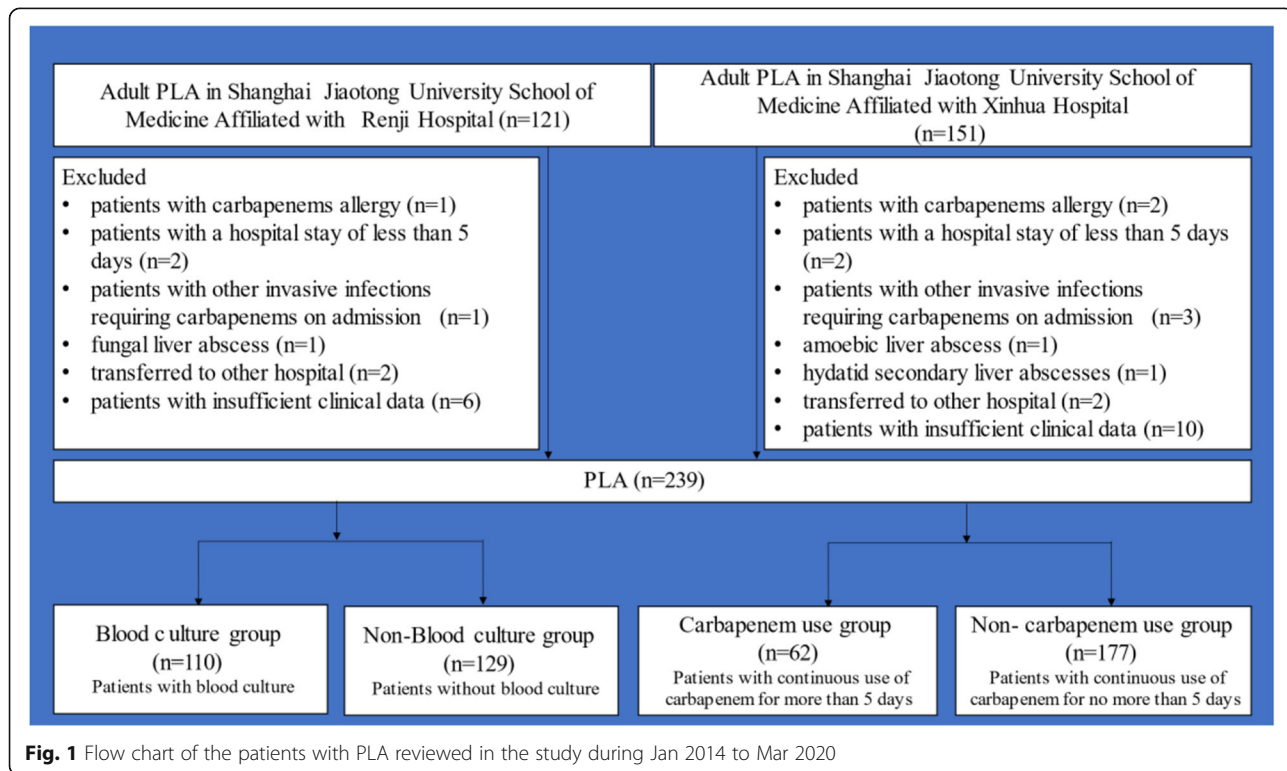 Adult PLA in Shanghai Jiaotong University School of
Medicine Affiliated with Renji Hospital (n=121)
Adult PLA in Shanghai Jiaotong University School of
Medicine Affiliated with Xinhua Hospital
(n=151)
Excluded
• patients with carbapenems allergy (n=1)
• patients with a hospital stay of less than 5
days (n=2)
• patients with other invasive infections
requiring carbapenems on admission (n=1)
• fungal liver abscess (n=1)
• transferred to other hospital (n=2)
• patients with insufficient clinical data (n=6)
Excluded
• patients with carbapenems allergy (n=2)
• patients with a hospital stay of less than 5 days
(n=2)
• patients with other invasive infections
requiring carbapenems on admission (n=3)
• amoebic liver abscess (n=1)
• hydatid secondary liver abscesses (n=1)
• transferred to other hospital (n=2)
• patients with insufficient clinical data (n=10)
PLA (n=239)
Blood culture group
(n=110)
Patients with blood culture
Non-Blood culture group
(n=129)
Patients without blood culture
Carbapenem use group
(n=62)
Patients with continuous use of
carbapenem for more than 5 days
Non- carbapenem use group
(n=177)
Patients with continuous use of
carbapenem for no more than 5 days
Fig. 1 Flow chart of the patients with PLA reviewed in the study during Jan 2014 to Mar 2020